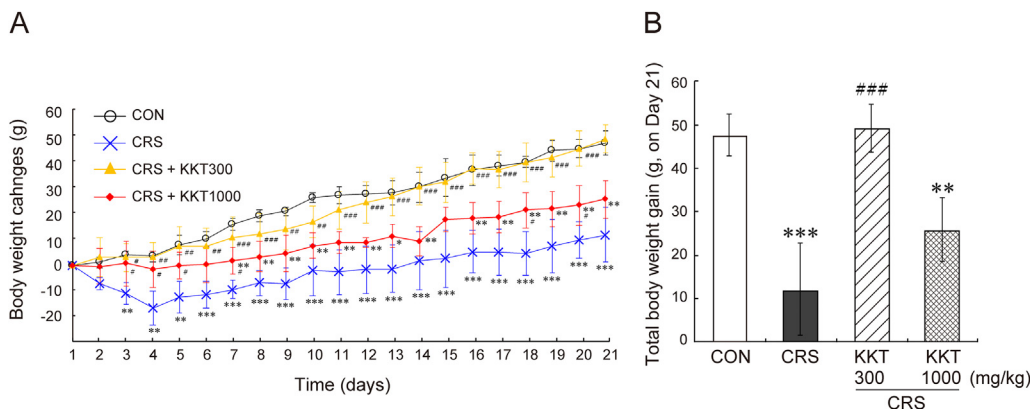 A
Body weight cahnges (g)
60
50
40
30
20
10
0
-10
-20
CON
CRS
CRS + KKT300
CRS + KKT1000
# ## ## ## ### ### ### ## ### ### ### ### ### ### ### ### ### ###
# # # ** ** ** ** ** ** * ** ** ** ** ** **
# # #
** ** ** *** *** *** *** *** *** *** *** *** *** *** *** *** *** *** ***
1 2 3 4 5 6 7 8 9 10 11 12 13 14 15 16 17 18 19 20 21
Time (days)
B
Total body weight gain (g, on Day 21)
60
50
40
30
20
10
0
***
###
**
CON CRS KKT KKT
300 1000 (mg/kg)
CRS